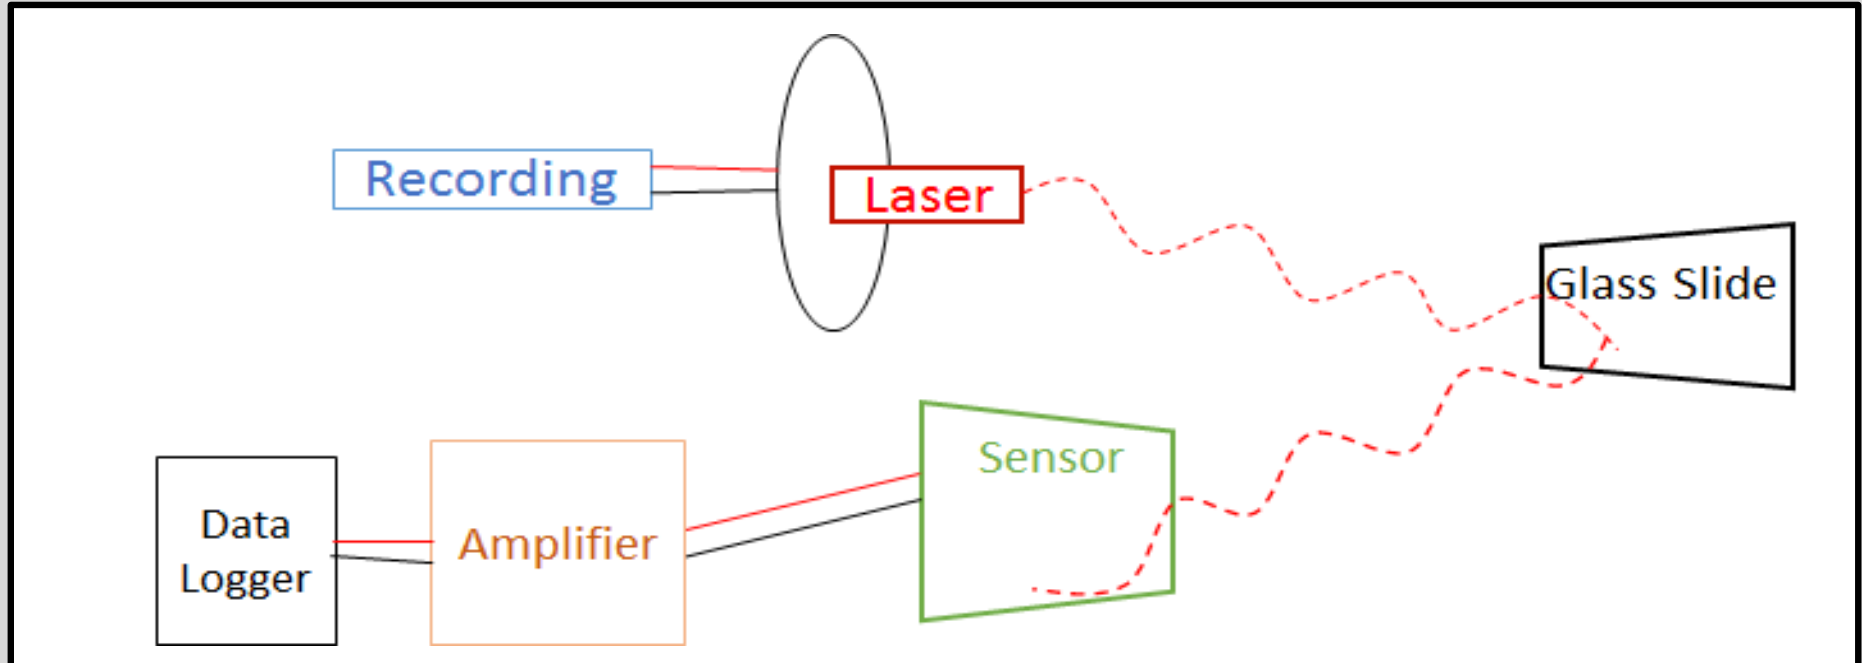 Recording
Laser
Glass Slide
Sensor
Data
Logger
Amplifier